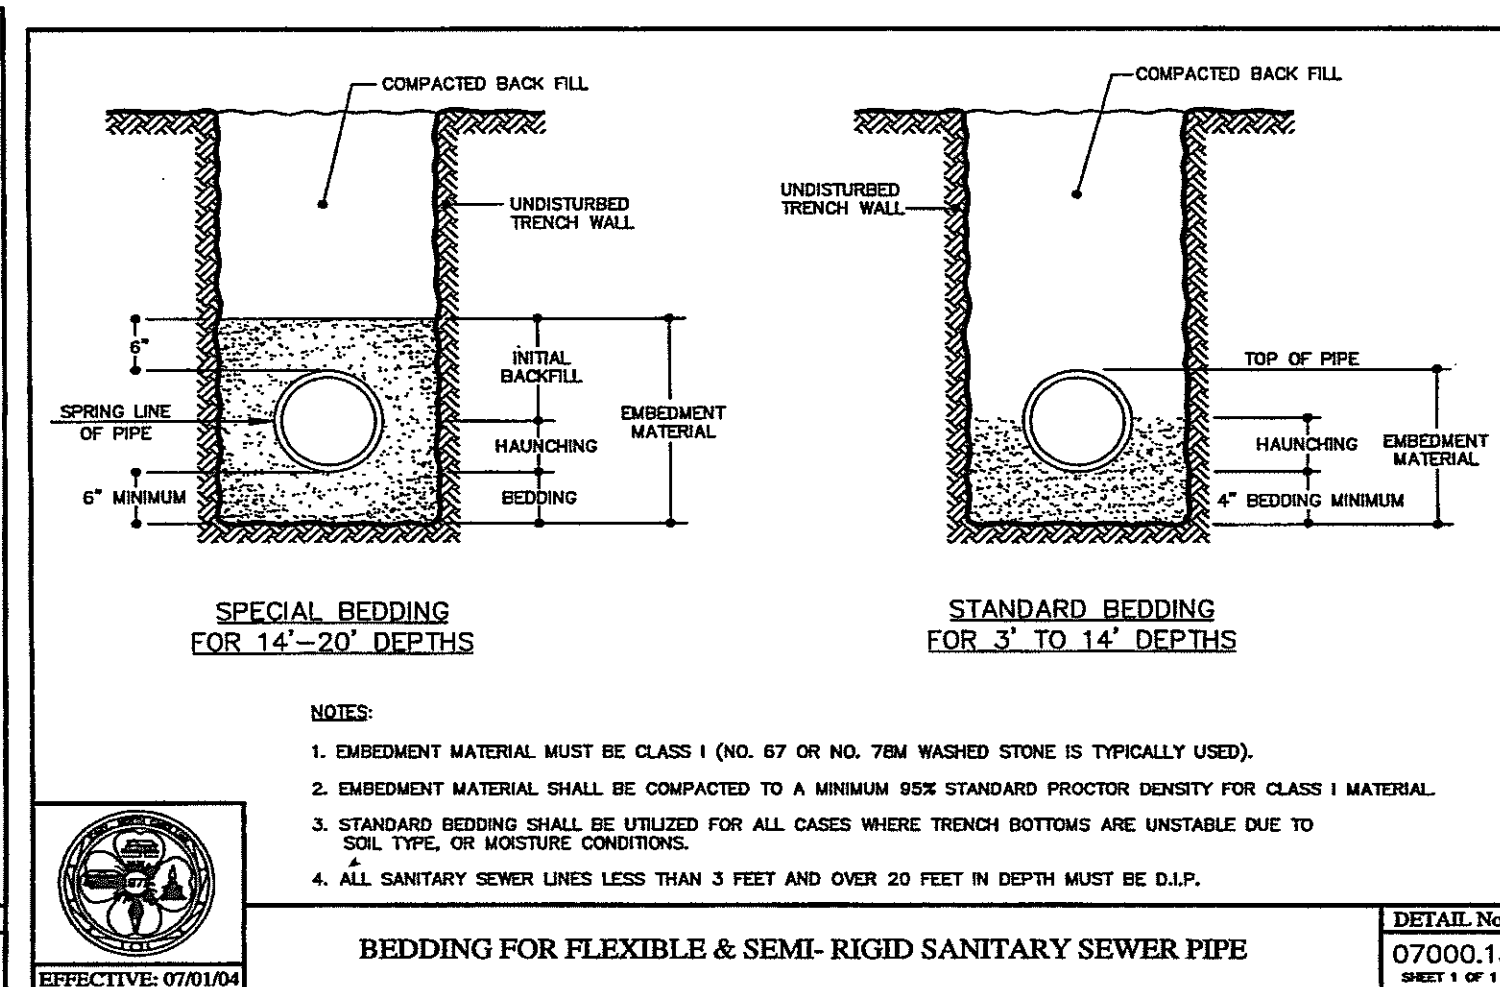 COMPACTED BACK FILL
UNDISTURBED
TRENCH WALL
6"
INITIAL
BACKFILL
SPRING LINE
OF PIPE
EMBEDMENT
MATERIAL
HAUNCHING
6" MINIMUM
BEDDING
SPECIAL BEDDING
FOR 14'-20' DEPTHS
COMPACTED BACK FILL
UNDISTURBED
TRENCH WALL
TOP OF PIPE
HAUNCHING
EMBEDMENT
MATERIAL
4" BEDDING MINIMUM
STANDARD BEDDING
FOR 3' TO 14' DEPTHS
NOTES:
1. EMBEDMENT MATERIAL MUST BE CLASS I (NO. 67 OR NO. 78M WASHED STONE IS TYPICALLY USED).
2. EMBEDMENT MATERIAL SHALL BE COMPACTED TO A MINIMUM 95% STANDARD PROCTOR DENSITY FOR CLASS I MATERIAL
3. STANDARD BEDDING SHALL BE UTILIZED FOR ALL CASES WHERE TRENCH BOTTOMS ARE UNSTABLE DUE TO
SOIL TYPE, OR MOISTURE CONDITIONS.
4. ALL SANITARY SEWER LINES LESS THAN 3 FEET AND OVER 20 FEET IN DEPTH MUST BE D.I.P.
EFFECTIVE: 07/01/04
BEDDING FOR FLEXIBLE & SEMI-RIGID SANITARY SEWER PIPE
DETAIL No
07000.1
SHEET 1 OF 1